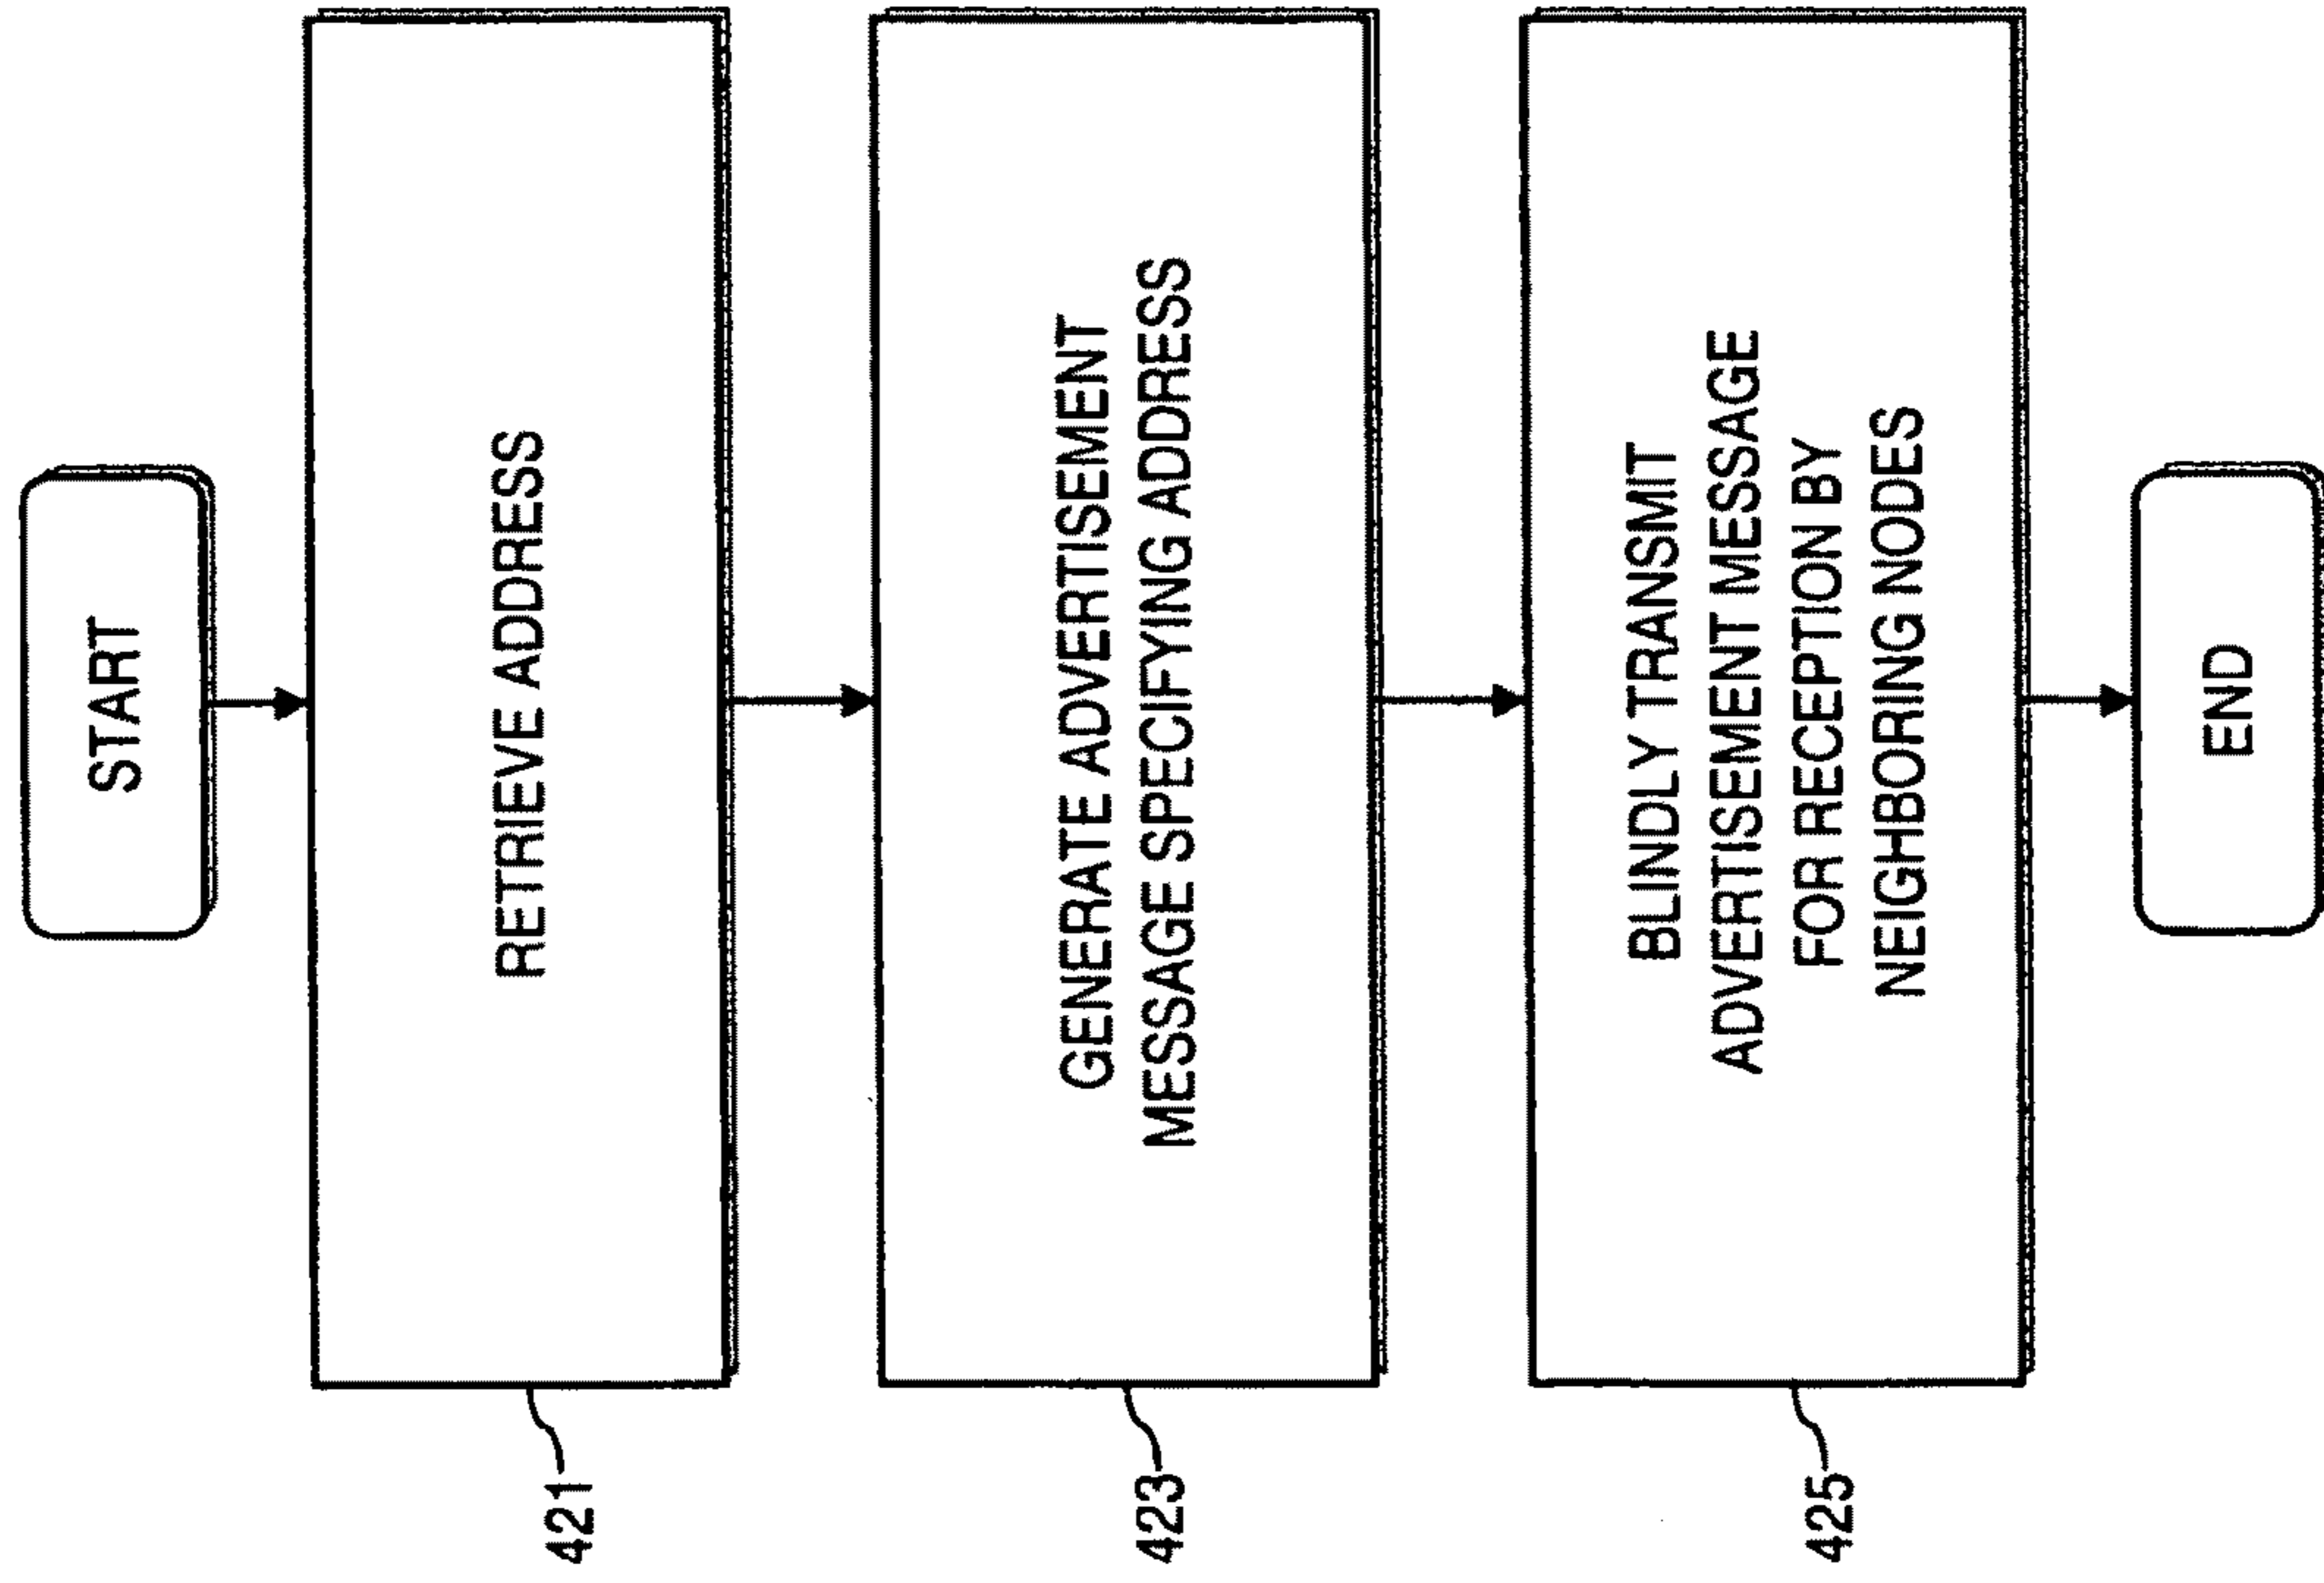 START
RETRIEVE ADDRESS
421
GENERATE ADVERTISEMENT
MESSAGE SPECIFYING ADDRESS
423
BLINDLY TRANSMIT
ADVERTISEMENT MESSAGE
FOR RECEPTION BY
NEIGHBORING NODES
425
END